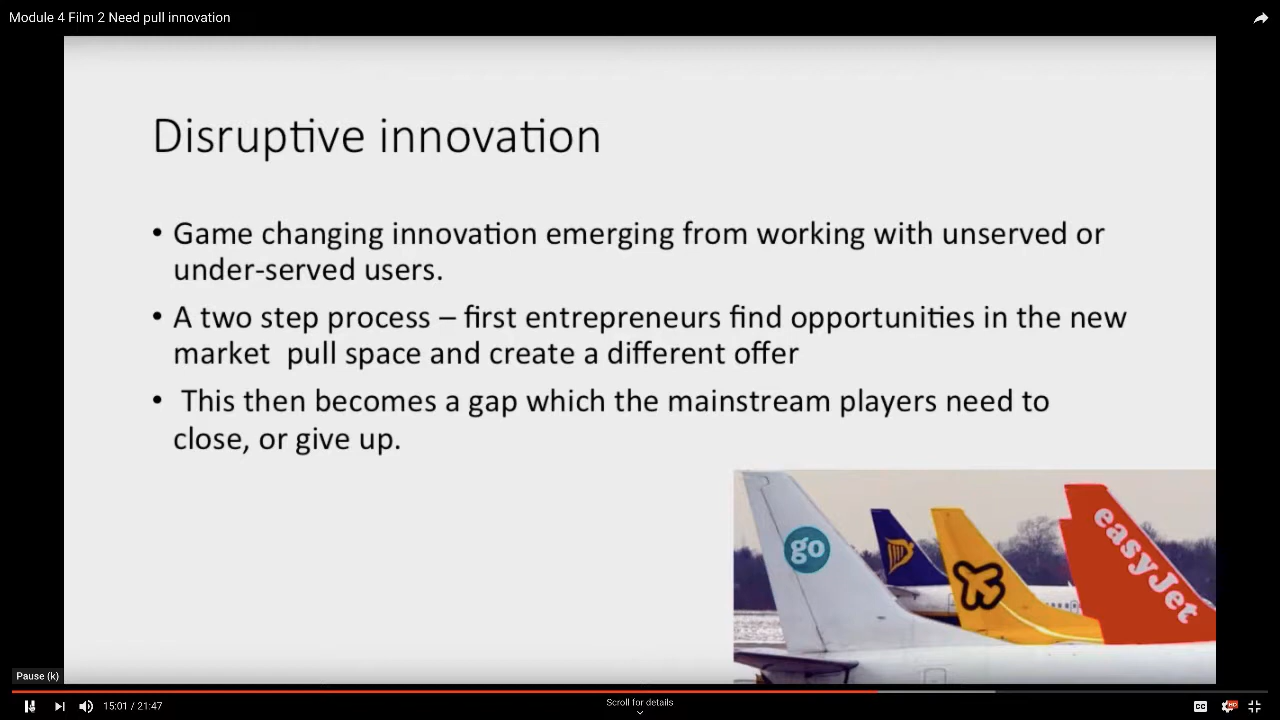 Module 4 Film 2 Need pull innovation
Disruptive innovation
• Game changing innovation emerging from working with unserved or
under-served users.
• A two step process – first entrepreneurs find opportunities in the new
market  pull space and create a different offer
•  This then becomes a gap which the mainstream players need to
close, or give up.
go
easyJet
Pause (k)
15:01 / 21:47
Scroll for details
CC
HD